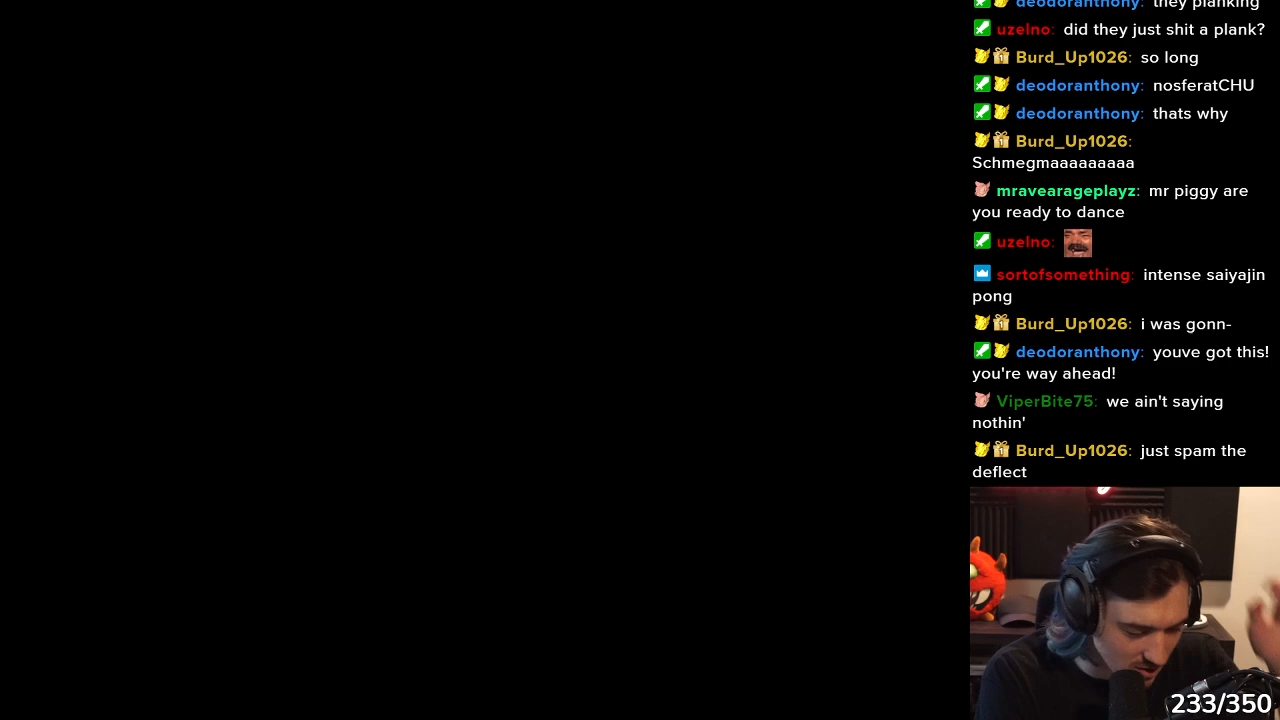 deodoranthony: they planking
uzelno: did they just shit a plank?
Burd_Up1026: so long
deodoranthony: nosferatCHU
deodoranthony: thats why
Burd_Up1026:
Schmegmaaaaaaaaa
mravearageplayz: mr piggy are
you ready to dance
uzelno:
sortofsomething: intense saiyajin
pong
Burd_Up1026: i was gonn-
deodoranthony: youve got this!
you're way ahead!
ViperBite75: we ain't saying
nothin'
Burd_Up1026: just spam the
deflect
233/350